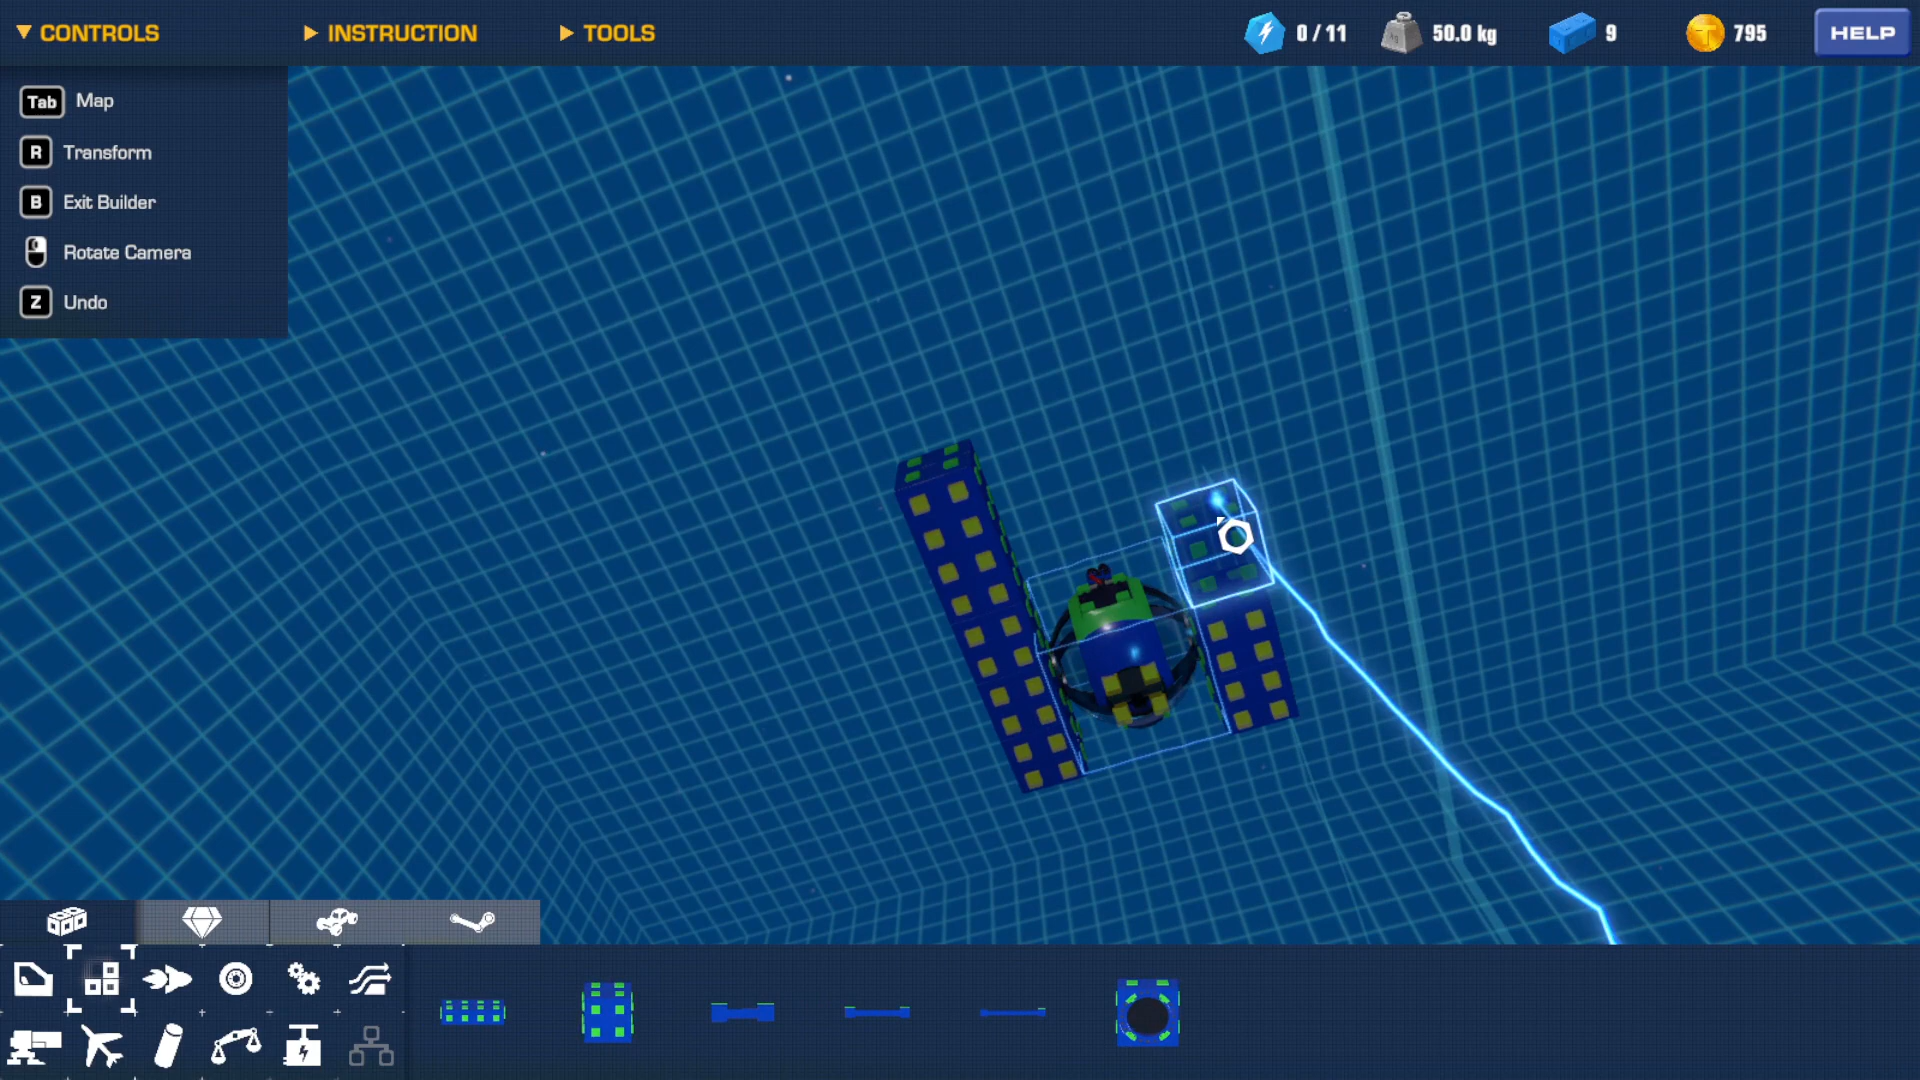 CONTROLS
INSTRUCTION
TOOLS
0 / 11
50.0 kg
9
795
HELP
Tab Map
R Transform
B Exit Builder
Rotate Camera
Z Undo